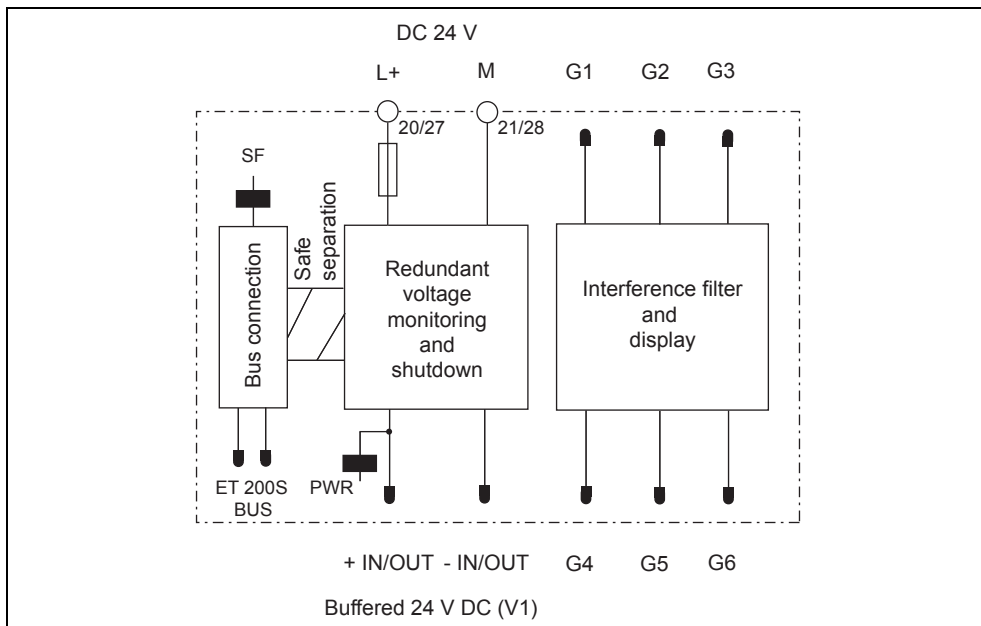 DC 24 V
L+ M G1 G2 G3
20/27 21/28
SF
Bus connection
Safe
separation
Redundant
voltage
monitoring
and
shutdown
Interference filter
and
display
ET 200S
BUS
PWR
+ IN/OUT - IN/OUT G4 G5 G6
Buffered 24 V DC (V1)